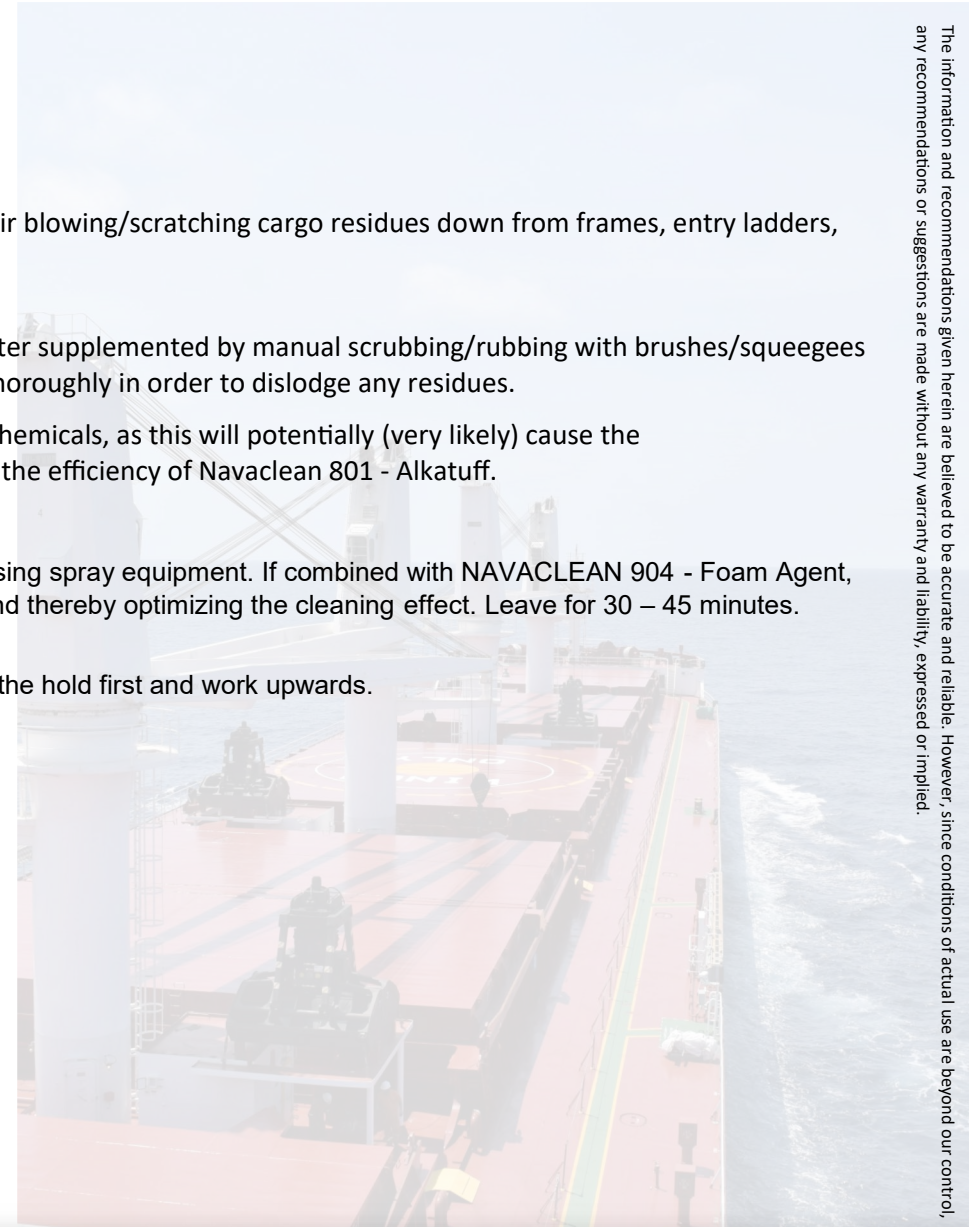 ir blowing/scratching cargo residues down from frames, entry ladders,
ter supplemented by manual scrubbing/rubbing with brushes/squeegees
horoughly in order to dislodge any residues.
hemicals, as this will potentially (very likely) cause the
the efficiency of Navaclean 801 - Alkatuff.
sing spray equipment. If combined with NAVACLEAN 904 - Foam Agent,
nd thereby optimizing the cleaning effect. Leave for 30 – 45 minutes.
the hold first and work upwards.
The information and recommendations given herein are believed to be accurate and reliable. However, since conditions of actual use are beyond our control,
any recommendations or suggestions are made without any warranty and liability, expressed or implied.